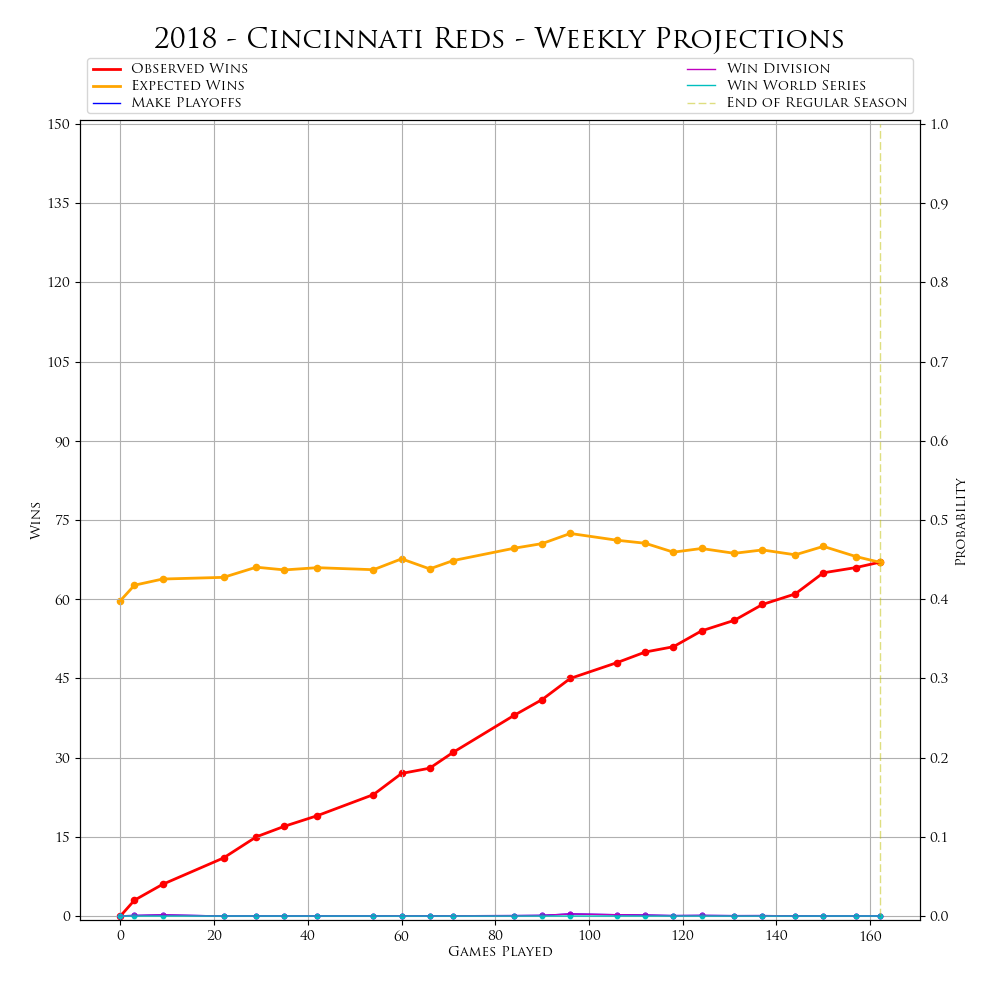 2018 - Cincinnati Reds - Weekly Projections
Observed Wins
Expected Wins
Make Playoffs
Win Division
Win World Series
End of Regular Season
150
135
120
105
90
75
60
45
30
15
0
Wins
1.0
0.9
0.8
0.7
0.6
0.5
0.4
0.3
0.2
0.1
0.0
Probability
0 20 40 60 80 100 120 140 160
Games Played